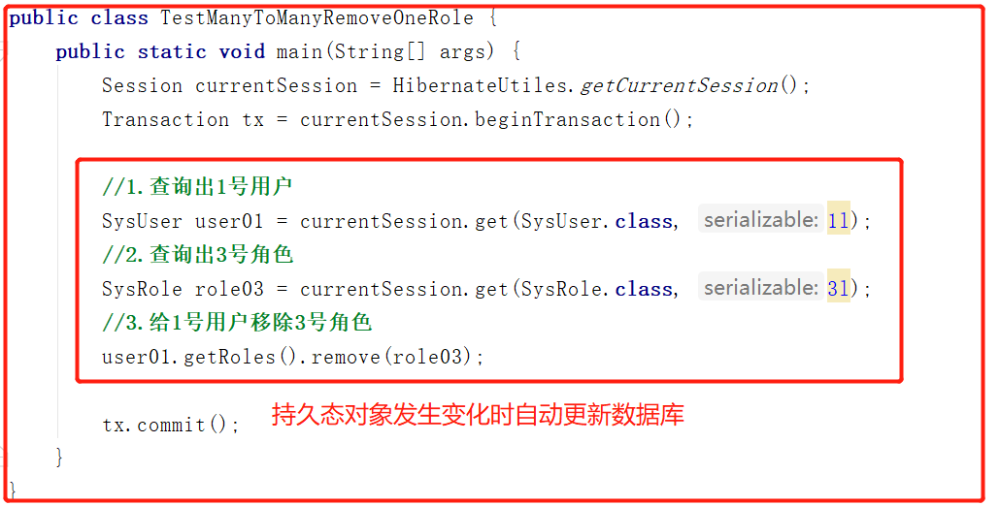 public class TestManyToManyRemoveOneRole {
public static void main(String[] args) {
Session currentSession = HibernateUtiles.getCurrentSession();
Transaction tx = currentSession.beginTransaction();
//1.查询出1号用户
SysUser user01 = currentSession.get(SysUser.class, serializable: 1l);
//2.查询出3号角色
SysRole role03 = currentSession.get(SysRole.class, serializable: 3l);
//3.给1号用户移除3号角色
user01.getRoles().remove(role03);
持久态对象发生变化时自动更新数据库
tx.commit();
}
}